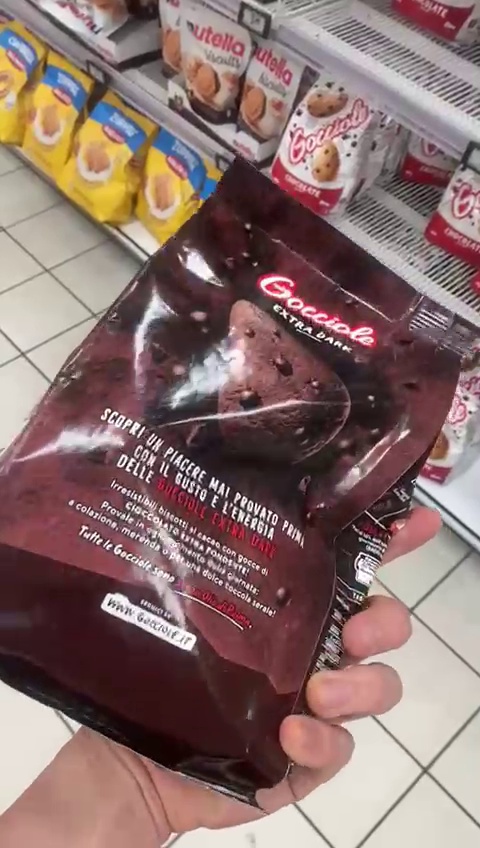 nutella
biscuits
nutella
biscuits
Gocciole
CHOCOLATE
Gocciole
EXTRA DARK
SCOPRI UN PIACERE MAI PROVATO PRIMA
CON IL GUSTO E L'ENERGIA
DELLE GOCCIOLE EXTRA DARK
Irresistibili biscotti al cacao con gocce di
CIOCCOLATO EXTRA FONDENTE!
Provale in ogni momento della giornata:
a colazione, merenda o per una dolce coccola serale!
Tutte le Gocciole sono
www.Gocciole.it